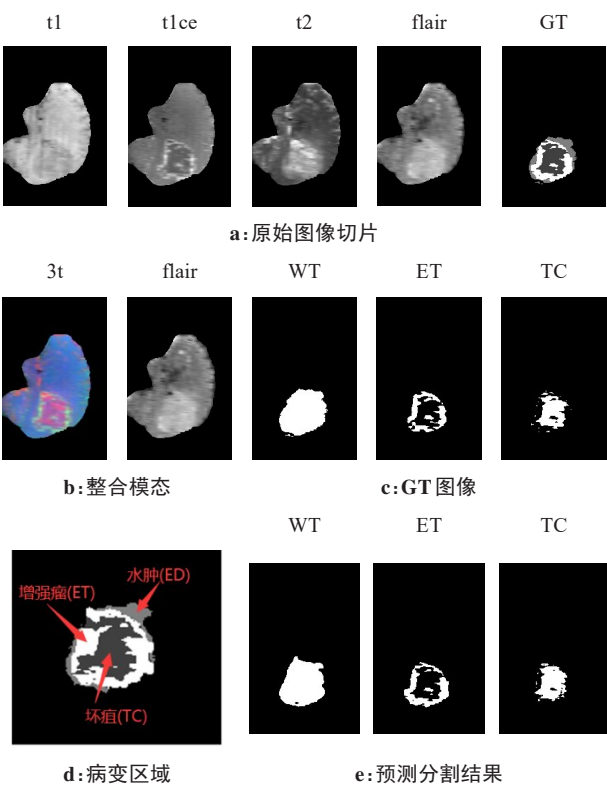 t1 t1ce t2 flair GT
a:原始图像切片
3t flair WT ET TC
b:整合模态 c:GT图像
WT ET TC
水肿(ED)
增强瘤(ET)
坏疽(TC)
d:病变区域 e:预测分割结果